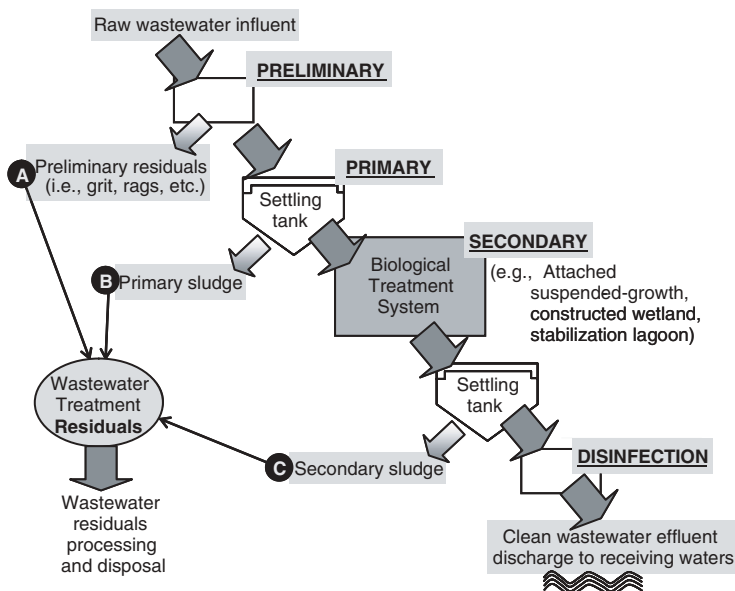 Raw wastewater influent
PRELIMINARY
A
Preliminary residuals
(i.e., grit, rags, etc.)
PRIMARY
Settling
tank
B
Primary sludge
SECONDARY
Biological
Treatment
System
(e.g., Attached
suspended-growth,
constructed wetland,
stabilization lagoon)
Wastewater
Treatment
Residuals
Settling
tank
C
Secondary sludge
DISINFECTION
Wastewater
residuals
processing
and disposal
Clean wastewater effluent
discharge to receiving waters